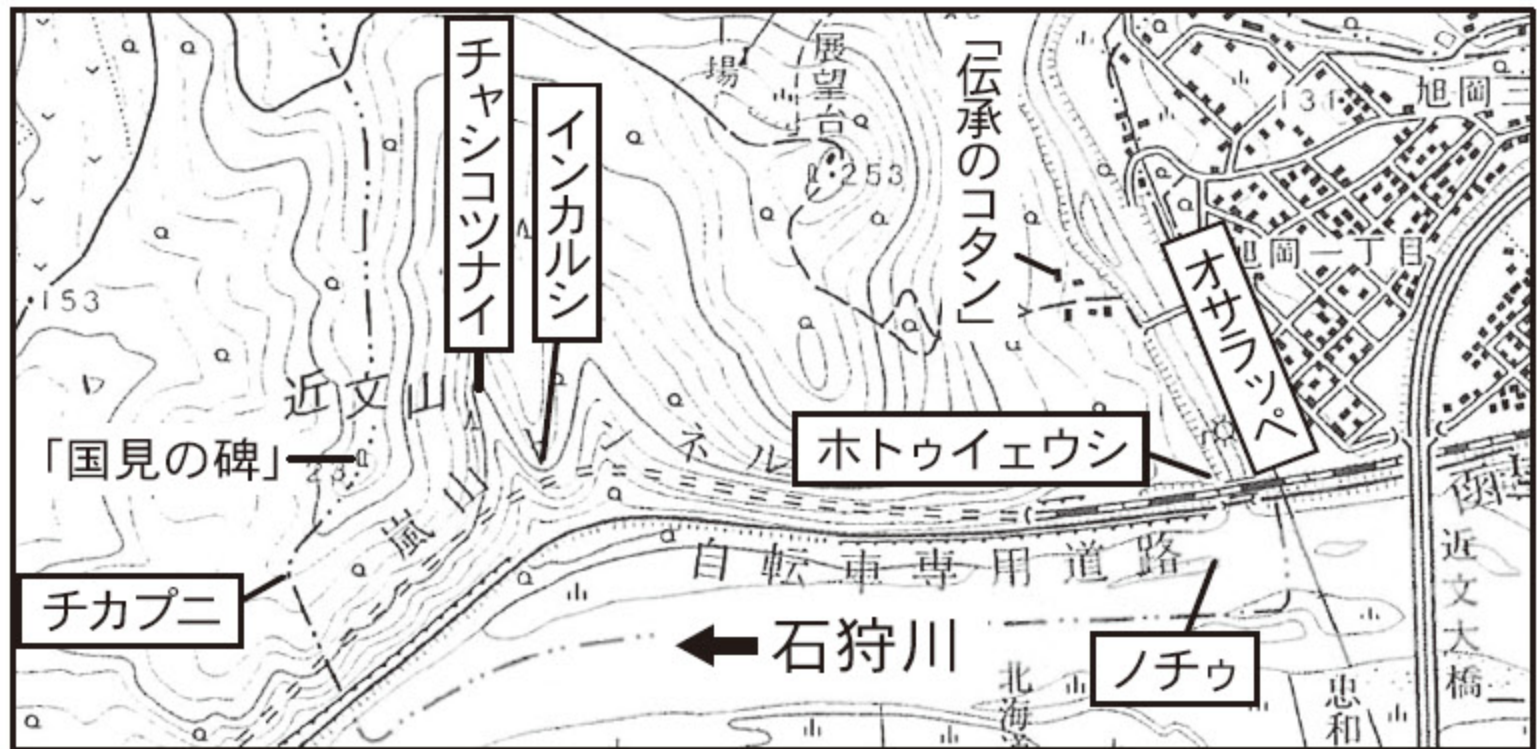 チャシコツナイ
インカルシ
場
展望台
253
「伝承のコタン」
131
旭岡三
旭岡一丁目
オサラッペ
153
近文山
「国見の碑」
嵐山トンネル
ホトゥイェウシ
函
自転車専用道路
チカプニ
石狩川
ノチゥ
近文大橋
忠和
北海道